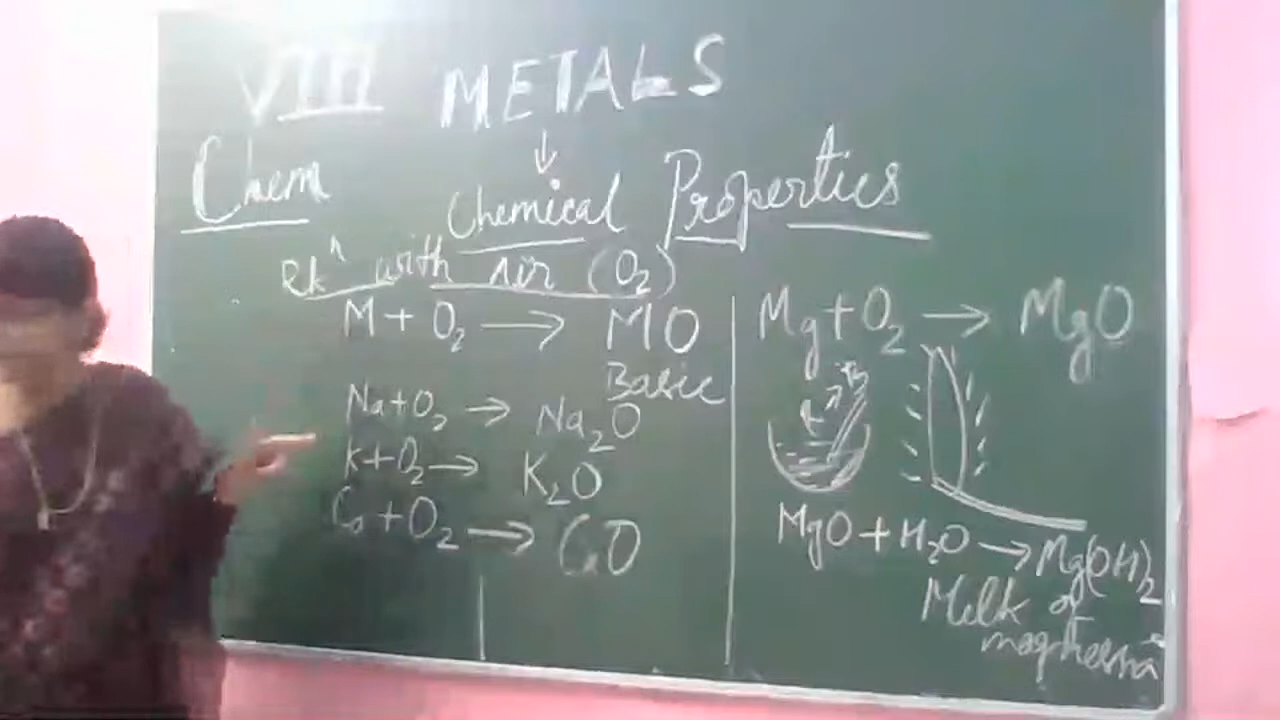 VIII METALS
Chem
↓
Chemical Properties
Rkⁿ with air (O₂)
M + O₂ → MO
Basic
Na + O₂ → Na₂O
K + O₂ → K₂O
Ca + O₂ → CaO
Mg + O₂ → MgO
MgO + H₂O → Mg(OH)₂
Milk of
magnesia